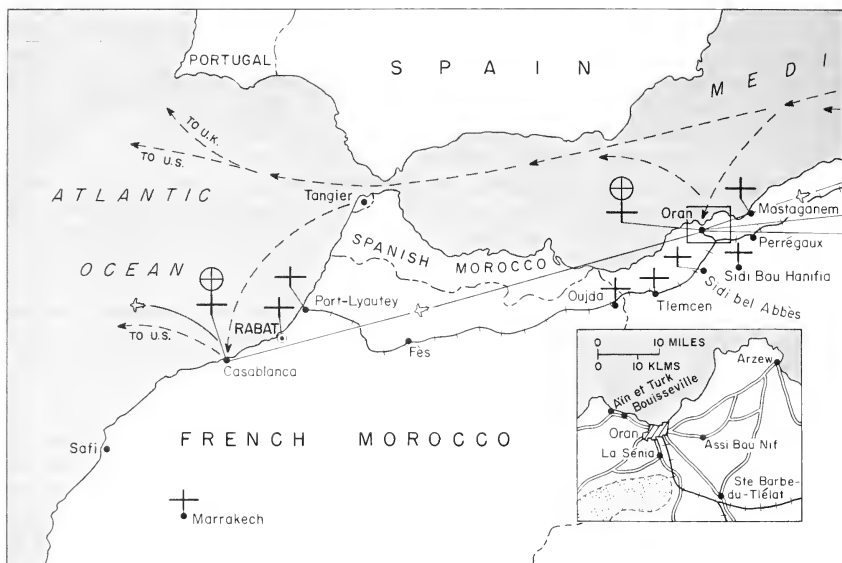 PORTUGAL
S P A I N
M E D I
TO U.K.
TO U.S.
ATLANTIC
OCEAN
Tangier
Oran
Mastaganem
Perrégaux
SPANISH MOROCCO
Sidi Bou Hanifia
Sidi bel Abbès
Oujda
Tlemcen
Port-Lyautey
RABAT
TO U.S.
Fès
Casablanca
Safi
FRENCH MOROCCO
Marrakech
0 10 MILES
0 10 KLMS
Arzew
Aïn et Turk
Bouisseville
Oran
La Sénia
Assi Bou Nif
Ste Barbe-
du-Tlélat